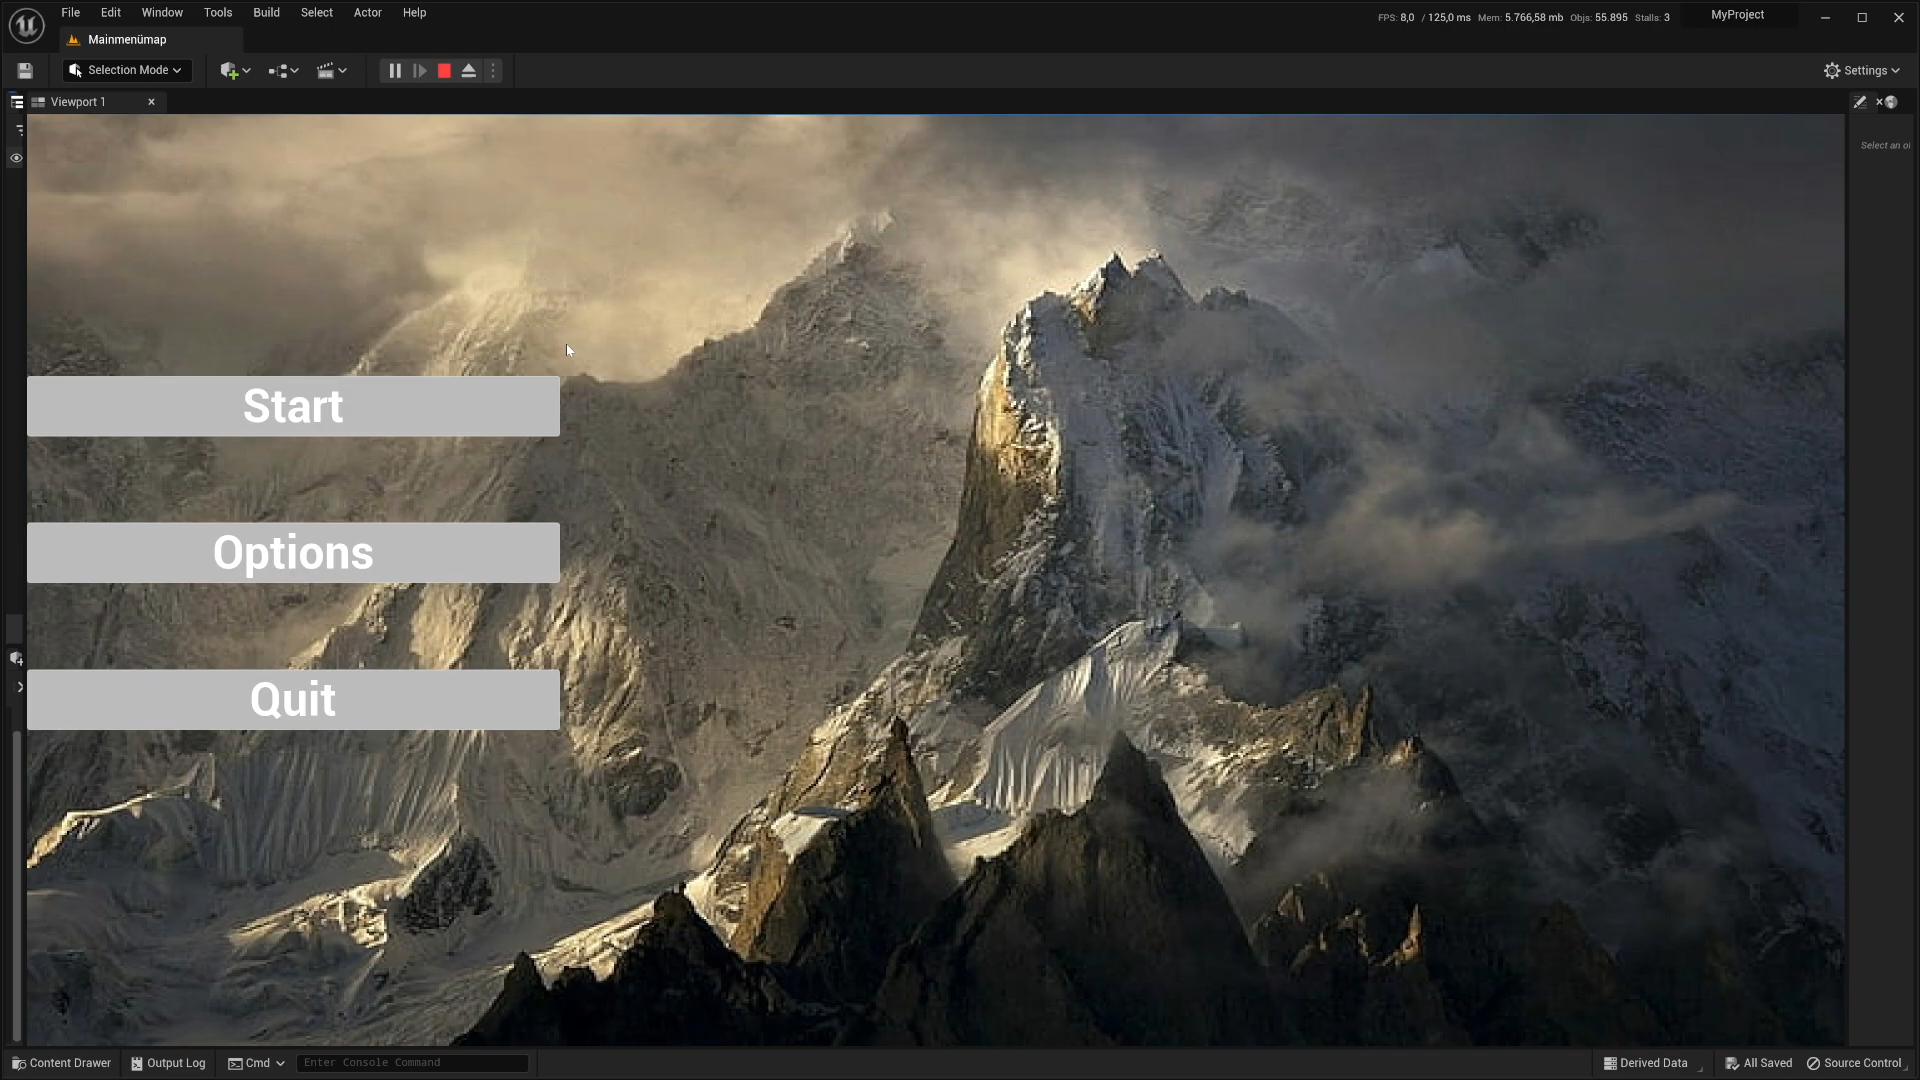 File Edit Window Tools Build Select Actor Help
FPS: 8,0 / 125,0 ms Mem: 5.766,58 mb Objs: 55.895 Stalls: 3 MyProject
Mainmenümap
Selection Mode
Settings
Viewport 1
Select an
Start
Options
Quit
Content Drawer Output Log Cmd Enter Console Command
Derived Data All Saved Source Control